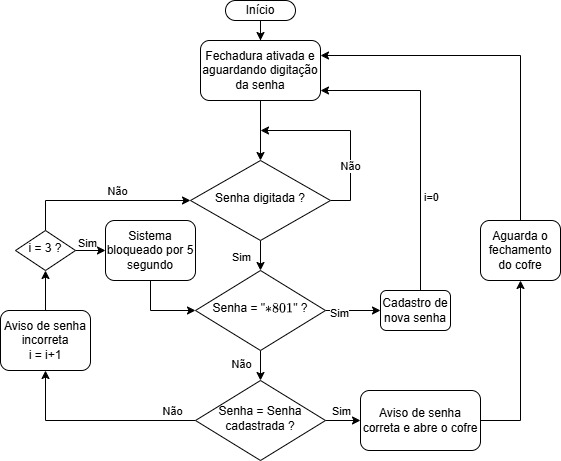 Início
Fechadura ativada e
aguardando digitação
da senha
Não
Senha digitada ?
Não
i=0
i = 3 ?
Sim
Sistema
bloqueado por 5
segundo
Sim
Aguarda o
fechamento
do cofre
Senha = "*801" ?
Sim
Cadastro de
nova senha
Aviso de senha
incorreta
i = i+1
Não
Não
Senha = Senha
cadastrada ?
Sim
Aviso de senha
correta e abre o cofre